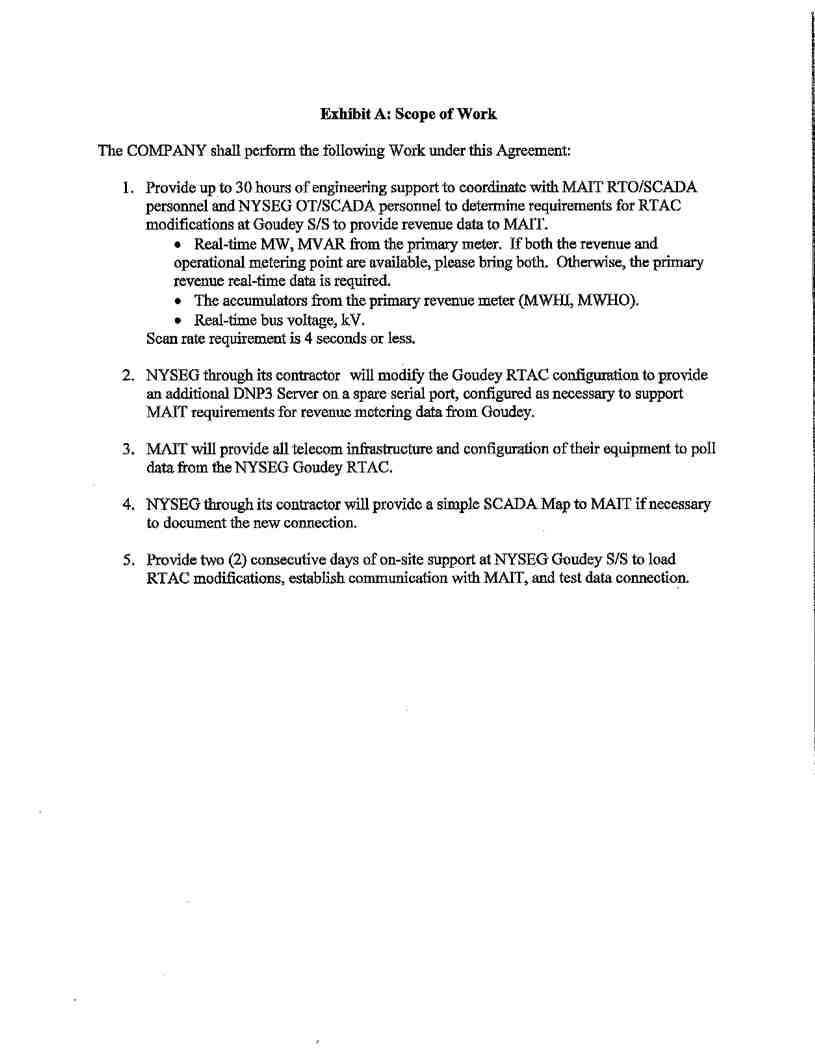 Exhibit A: Scope of Work
The COMPANY shall perform the following Work under this Agreement:
1. Provide up to 30 hours of engineering support to coordinate with MAIT RTO/SCADA
personnel and NYSEG OT/SCADA personnel to determine requirements for RTAC
modifications at Goudey S/S to provide revenue data to MAIT.
• Real-time MW, MVAR from the primary meter. If both the revenue and
operational metering point are available, please bring both. Otherwise, the primary
revenue real-time data is required.
• The accumulators from the primary revenue meter (MWHI, MWHO).
• Real-time bus voltage, kV.
Scan rate requirement is 4 seconds or less.
2. NYSEG through its contractor will modify the Goudey RTAC configuration to provide
an additional DNP3 Server on a spare serial port, configured as necessary to support
MAIT requirements for revenue metering data from Goudey.
3. MAIT will provide all telecom infrastructure and configuration of their equipment to poll
data from the NYSEG Goudey RTAC.
4. NYSEG through its contractor will provide a simple SCADA Map to MAIT if necessary
to document the new connection.
5. Provide two (2) consecutive days of on-site support at NYSEG Goudey S/S to load
RTAC modifications, establish communication with MAIT, and test data connection.